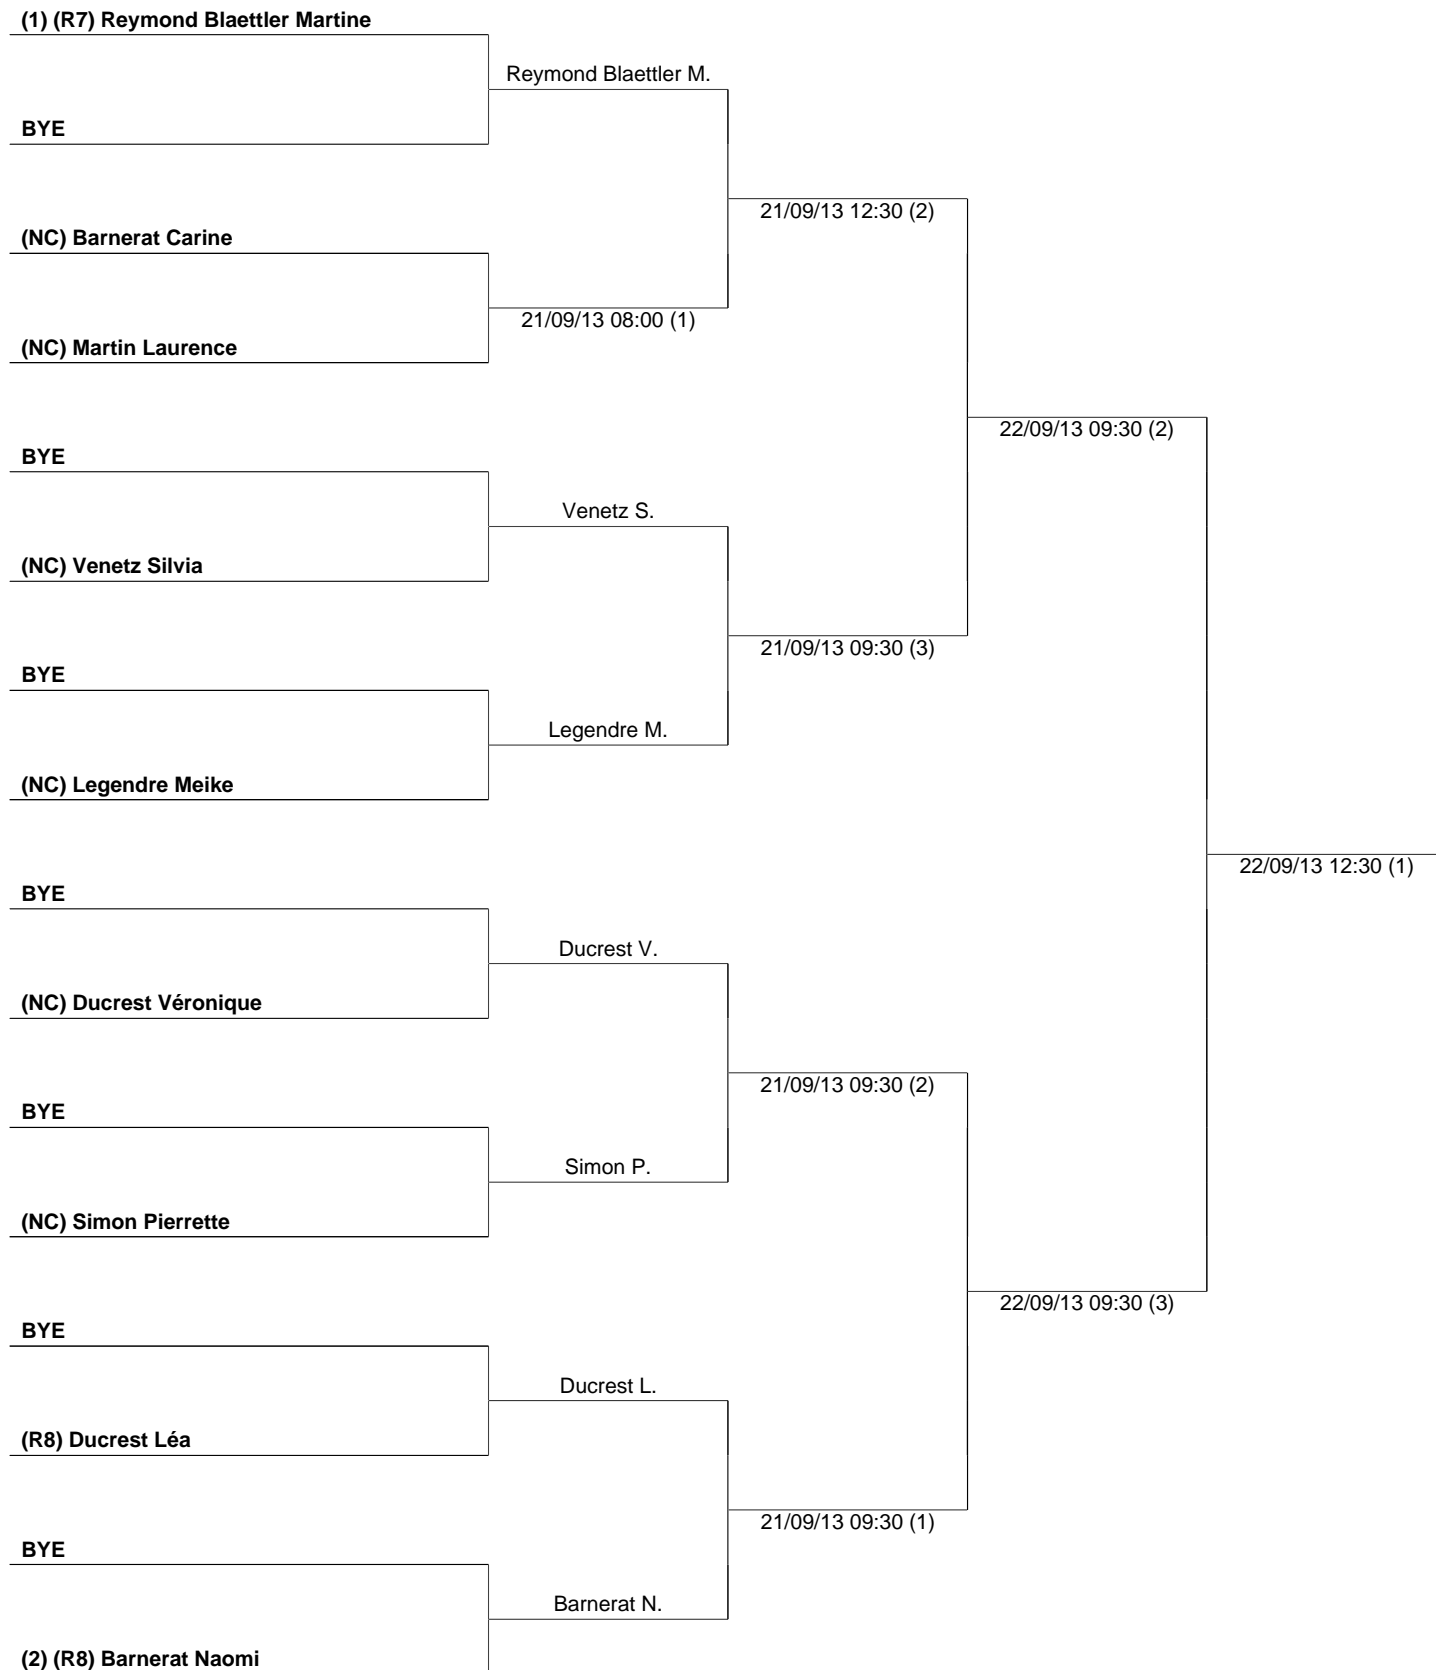 (1) (R7) Reymond Blaettler Martine
Reymond Blaettler M.
BYE
21/09/13 12:30 (2)
(NC) Barnerat Carine
21/09/13 08:00 (1)
(NC) Martin Laurence
22/09/13 09:30 (2)
BYE
Venetz S.
(NC) Venetz Silvia
21/09/13 09:30 (3)
BYE
Legendre M.
(NC) Legendre Meike
22/09/13 12:30 (1)
BYE
Ducrest V.
(NC) Ducrest Véronique
21/09/13 09:30 (2)
BYE
Simon P.
(NC) Simon Pierrette
22/09/13 09:30 (3)
BYE
Ducrest L.
(R8) Ducrest Léa
21/09/13 09:30 (1)
BYE
Barnerat N.
(2) (R8) Barnerat Naomi